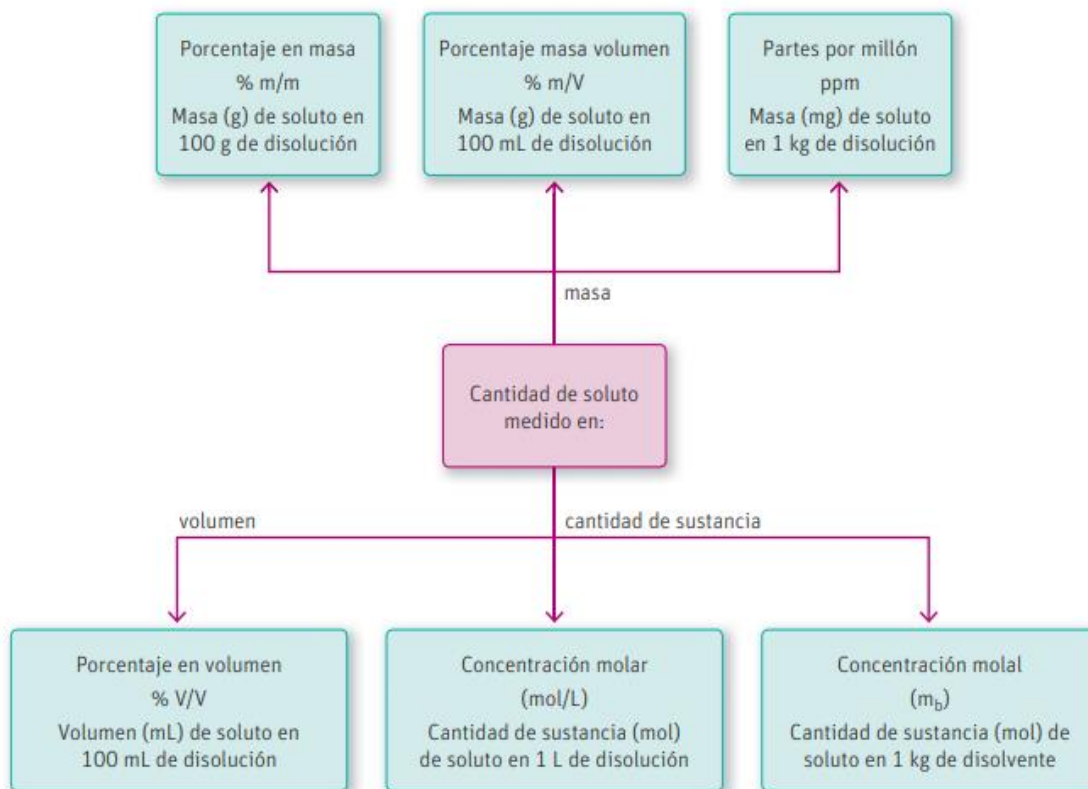 Porcentaje en masa
% m/m
Masa (g) de soluto en
100 g de disolución
Porcentaje masa volumen
% m/V
Masa (g) de soluto en
100 mL de disolución
Partes por millón
ppm
Masa (mg) de soluto
en 1 kg de disolución
masa
Cantidad de soluto
medido en:
volumen
cantidad de sustancia
Porcentaje en volumen
% V/V
Volumen (mL) de soluto en
100 mL de disolución
Concentración molar
(mol/L)
Cantidad de sustancia (mol)
de soluto en 1 L de disolución
Concentración molal
(m_b)
Cantidad de sustancia (mol) de
soluto en 1 kg de disolvente